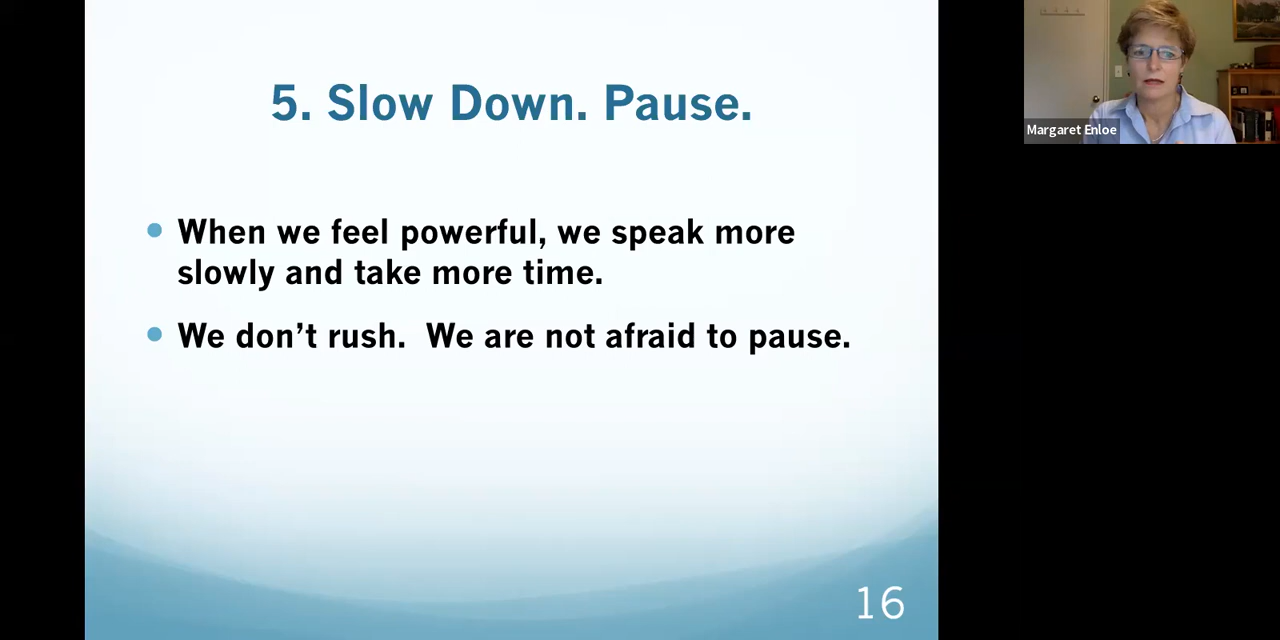 5. Slow Down. Pause.
When we feel powerful, we speak more
slowly and take more time.
We don’t rush.  We are not afraid to pause.
16
Margaret Enloe